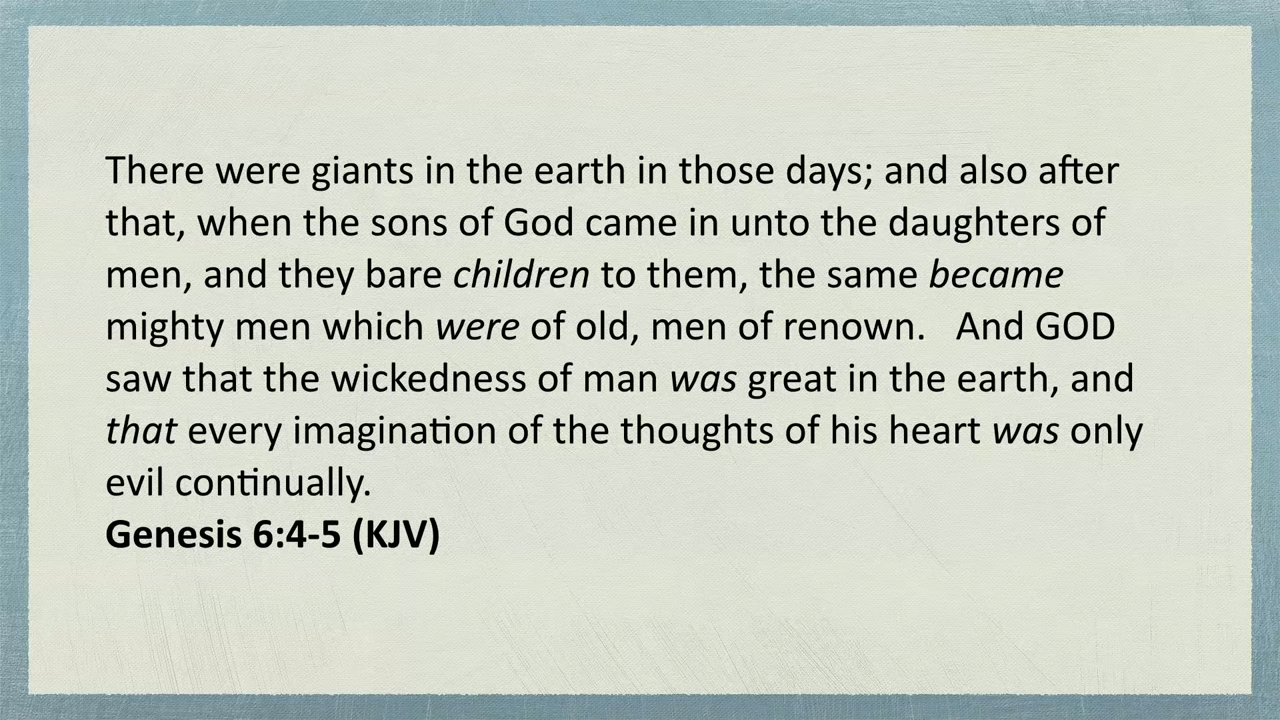 There were giants in the earth in those days; and also after
that, when the sons of God came in unto the daughters of
men, and they bare children to them, the same became
mighty men which were of old, men of renown.   And GOD
saw that the wickedness of man was great in the earth, and
that every imagination of the thoughts of his heart was only
evil continually.
Genesis 6:4-5 (KJV)